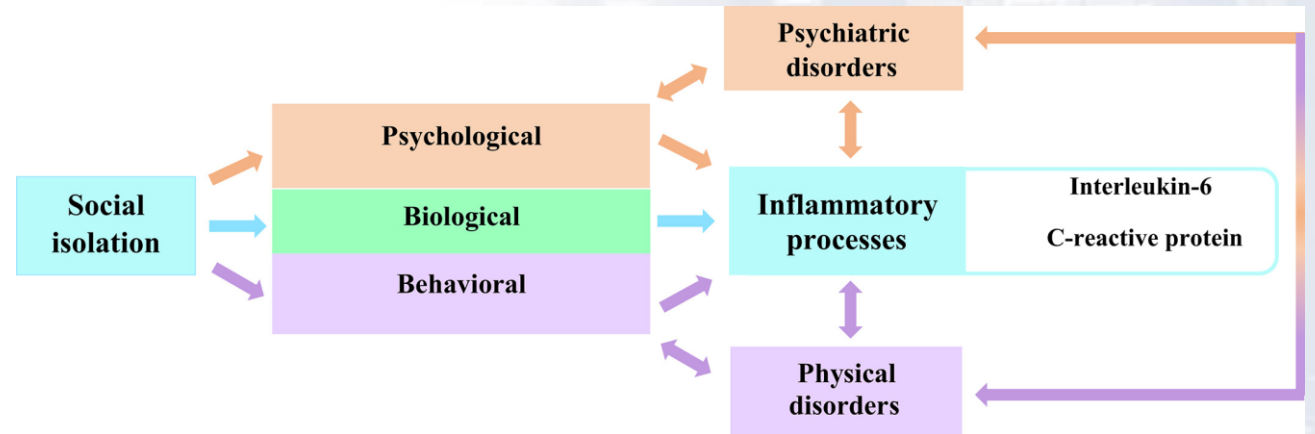 Psychiatric
disorders
Psychological
Social
isolation
Biological
Inflammatory
processes
Interleukin-6
C-reactive protein
Behavioral
Physical
disorders